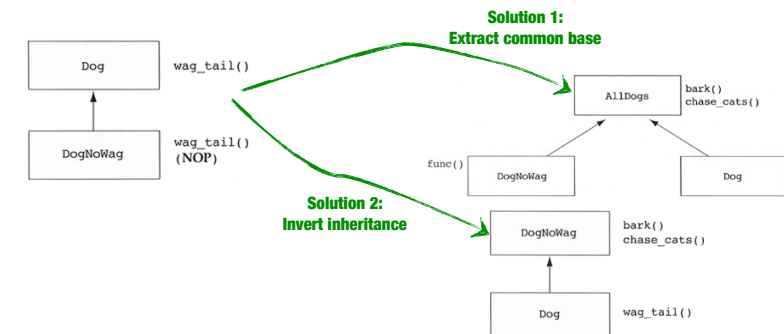 Solution 1:
Extract common base
Dog
wag_tail()
AllDogs
bark()
chase_cats()
DogNoWag
wag_tail()
(NOP)
func()
DogNoWag
Dog
Solution 2:
Invert inheritance
DogNoWag
bark()
chase_cats()
Dog
wag_tail()